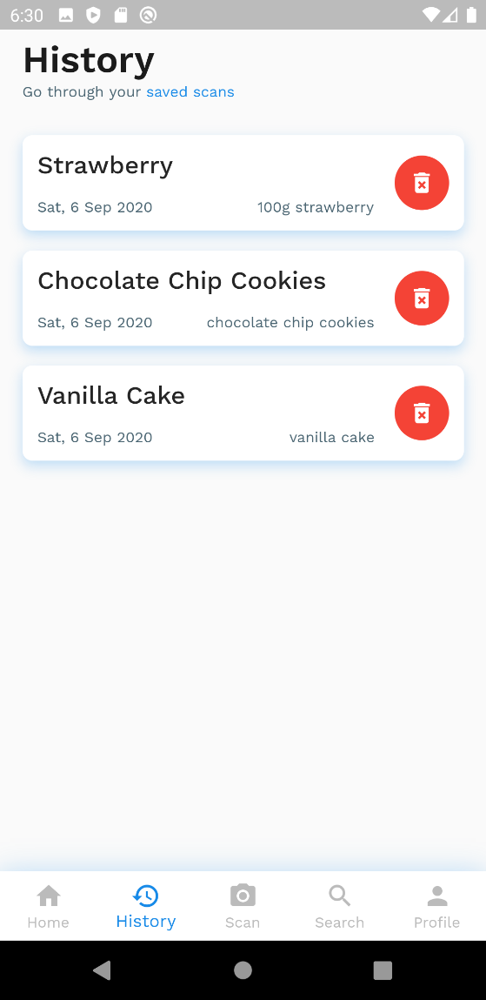 6:30
History
Go through your saved scans
Strawberry
Sat, 6 Sep 2020 100g strawberry
Chocolate Chip Cookies
Sat, 6 Sep 2020 chocolate chip cookies
Vanilla Cake
Sat, 6 Sep 2020 vanilla cake
Home History Scan Search Profile